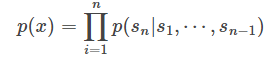 p(x) = ∏_{i=1}^{n} p(s_n|s_1, ⋯, s_{n−1})